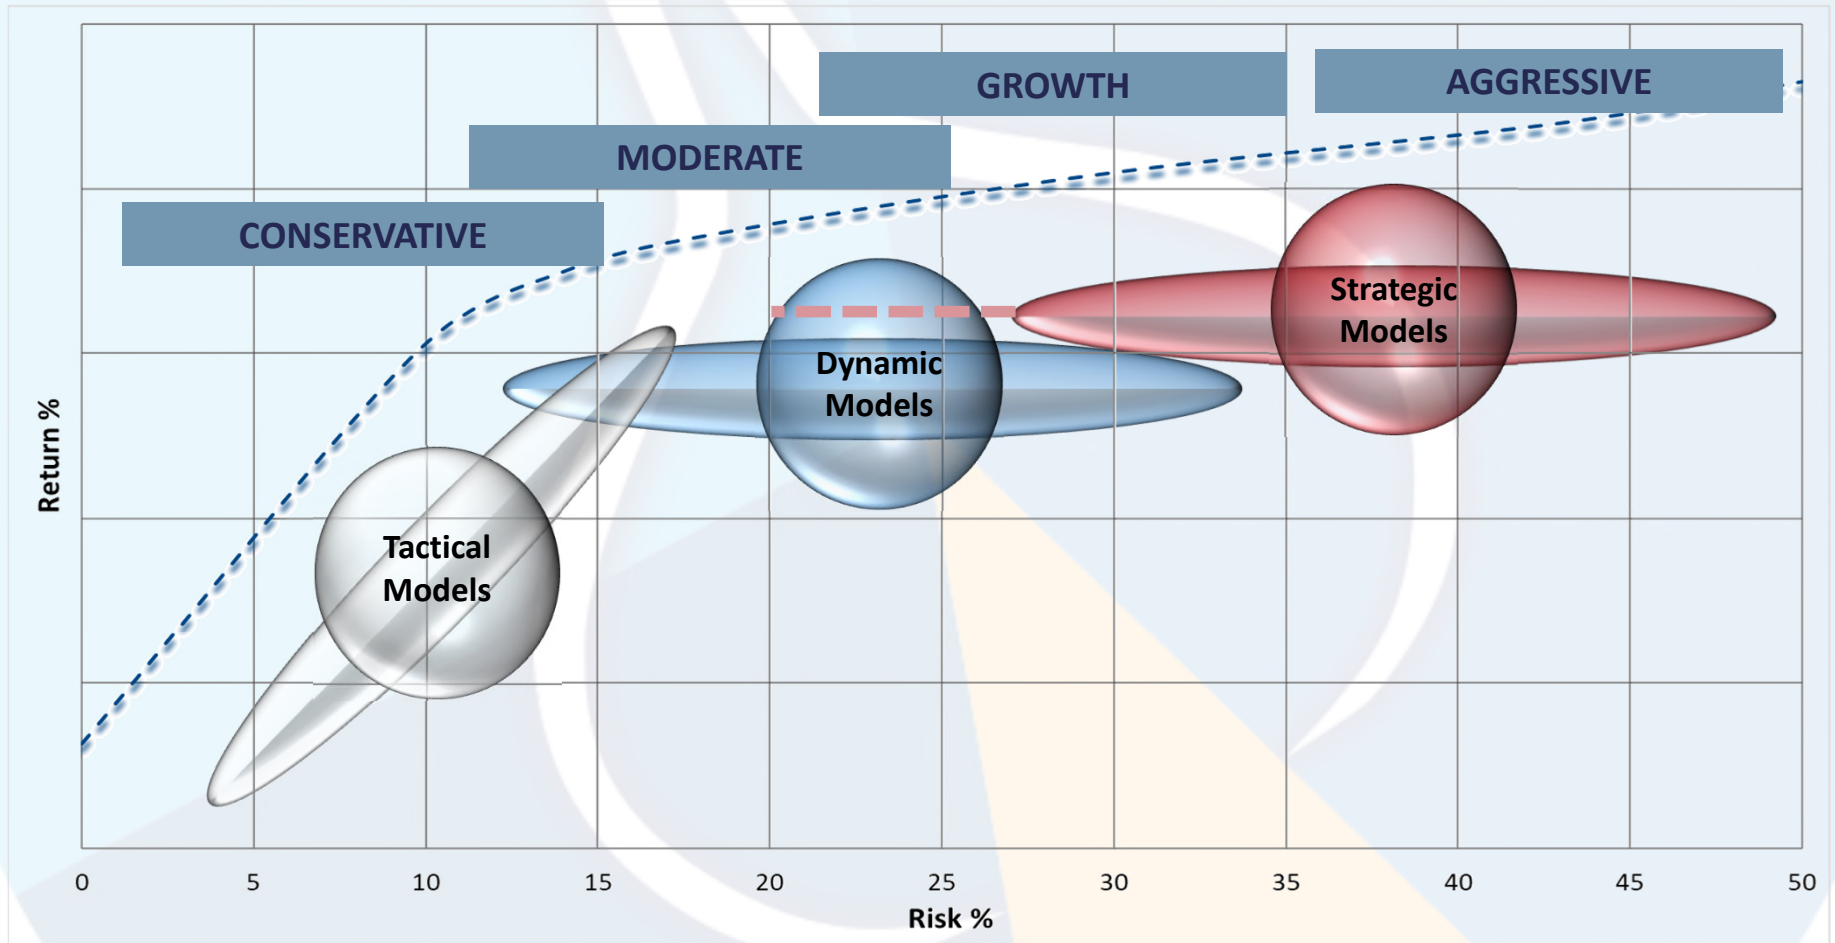 GROWTH
AGGRESSIVE
MODERATE
CONSERVATIVE
Strategic
Models
Dynamic
Models
Tactical
Models
Return %
0 5 10 15 20 25 30 35 40 45 50
Risk %